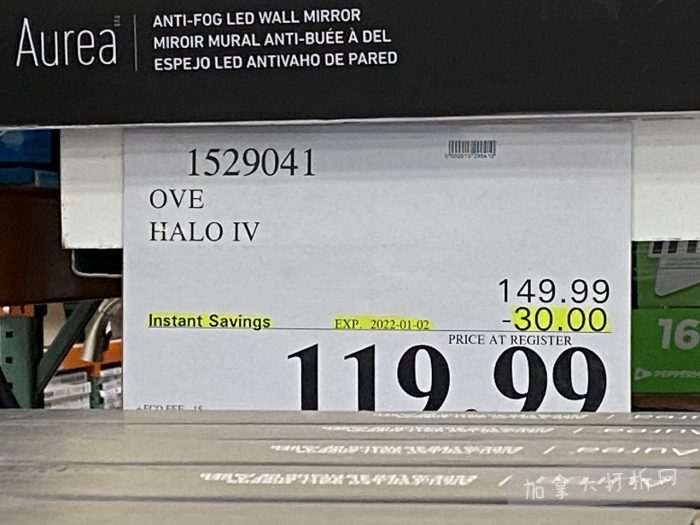 Aurea
ANTI-FOG LED WALL MIRROR
MIROIR MURAL ANTI-BUÉE À DEL
ESPEJO LED ANTIVAHO DE PARED
1529041
OVE
HALO IV
149.99
Instant Savings EXP. 2022-01-02 -30.00
PRICE AT REGISTER
119.99
16
PEPPERM
Aurea
加拿大打折网